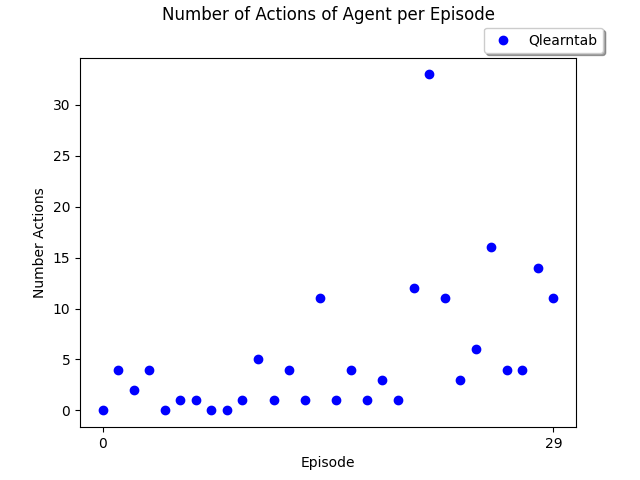 Number of Actions of Agent per Episode
Qlearntab
30
25
20
15
10
5
0
Number Actions
0 29
Episode